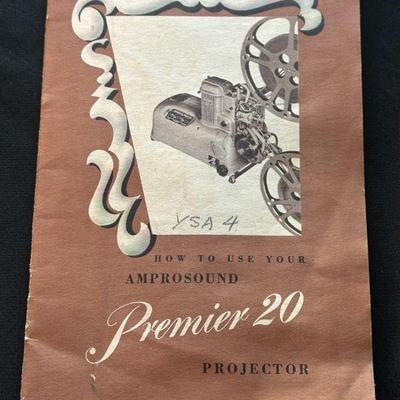 YSA 4
HOW TO USE YOUR
AMPROSOUND
Premier 20
PROJECTOR